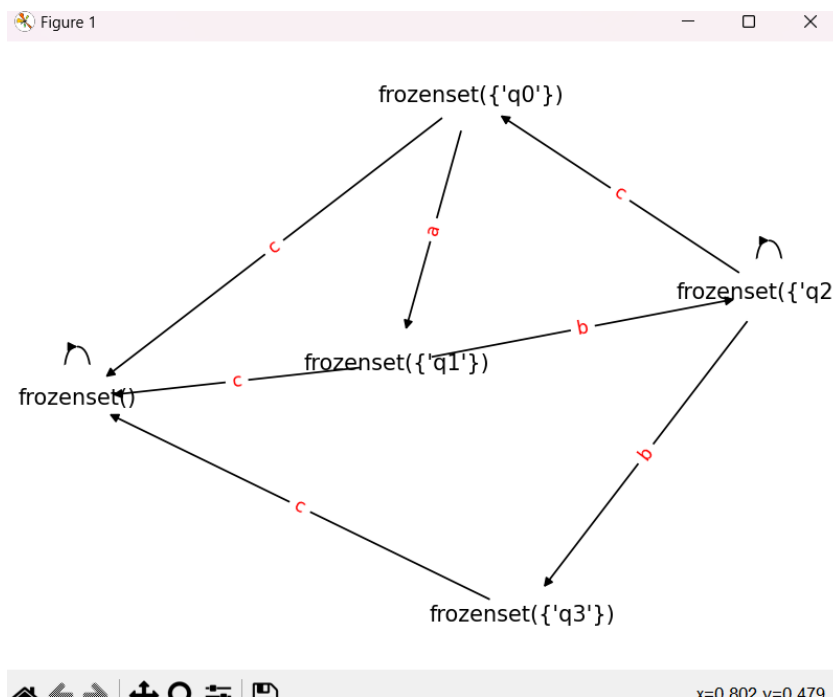 Figure 1
frozenset({'q0'})
c
c
a
frozenset({'q2
b
frozenset({'q1'})
c
frozenset()
b
c
frozenset({'q3'})
x=0.802 y=0.479